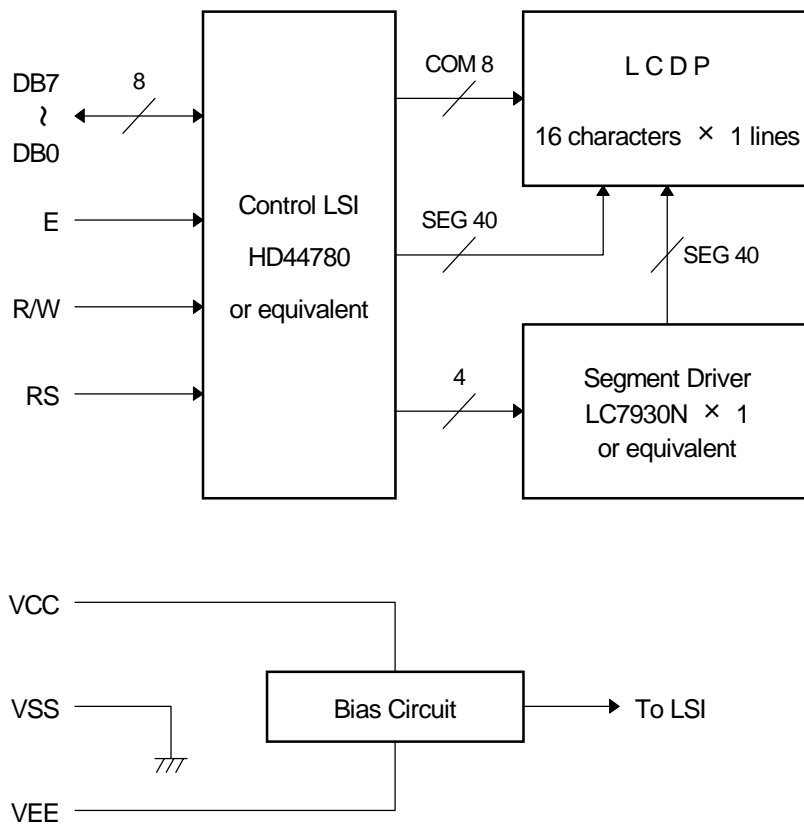 DB7
~
DB0
8
E
R/W
RS
Control LSI
HD44780
or equivalent
COM 8
SEG 40
4
L C D P
16 characters × 1 lines
SEG 40
Segment Driver
LC7930N × 1
or equivalent
VCC
VSS
VEE
Bias Circuit
To LSI